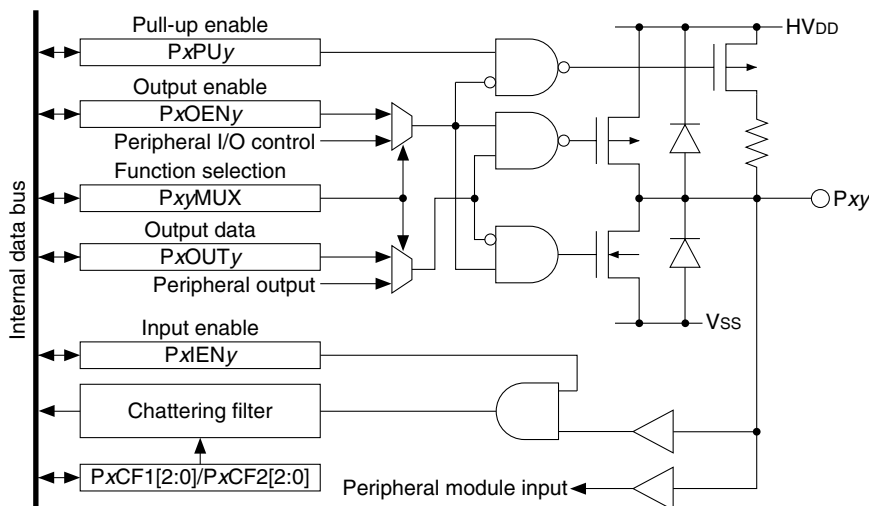 Pull-up enable
PxPUy
HVDD
Output enable
PxOENy
Peripheral I/O control
Function selection
PxyMUX
Pxy
Output data
PxOUTy
Peripheral output
VSS
Input enable
PxIENy
Chattering filter
PxCF1[2:0]/PxCF2[2:0]
Peripheral module input
Internal data bus